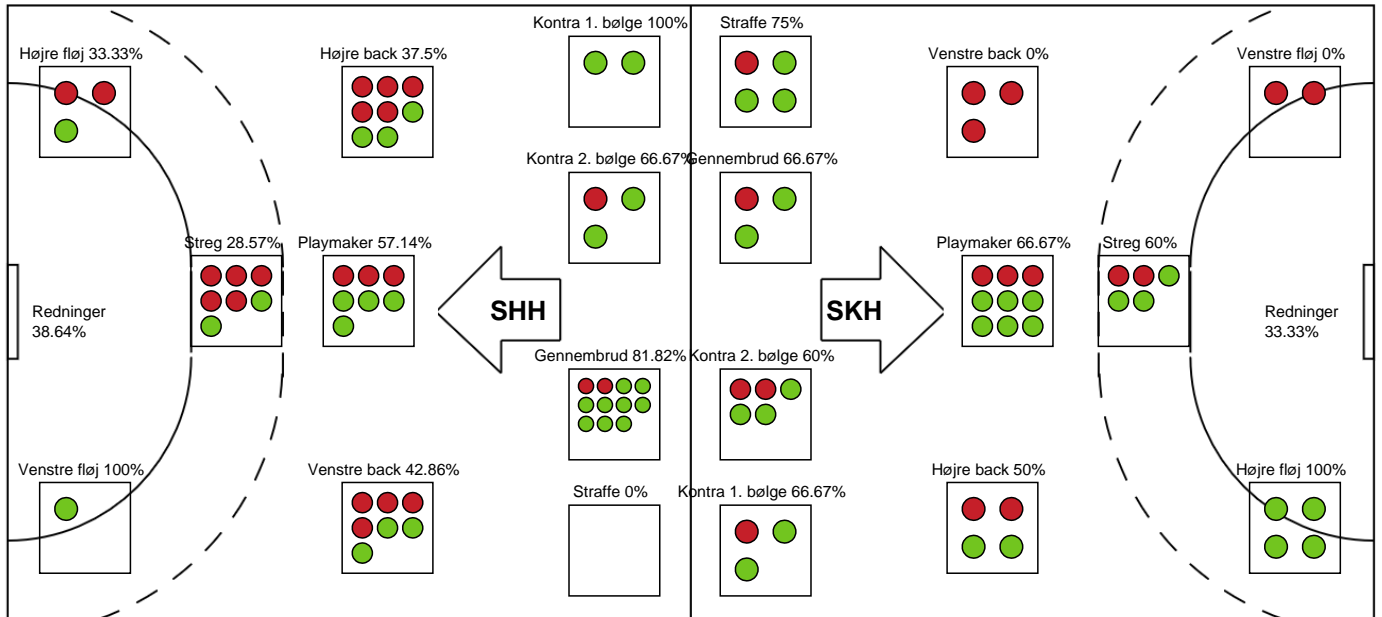 Kontra 1. bølge 100%
Straffe 75%
Højre fløj 33.33%
Højre back 37.5%
Venstre back 0%
Venstre fløj 0%
Kontra 2. bølge 66.67%
Gennembrud 66.67%
Streg 28.57%
Playmaker 57.14%
Playmaker 66.67%
Streg 60%
Redninger
38.64%
SHH
SKH
Redninger
33.33%
Gennembrud 81.82%
Kontra 2. bølge 60%
Venstre fløj 100%
Venstre back 42.86%
Straffe 0%
Kontra 1. bølge 66.67%
Højre back 50%
Højre fløj 100%